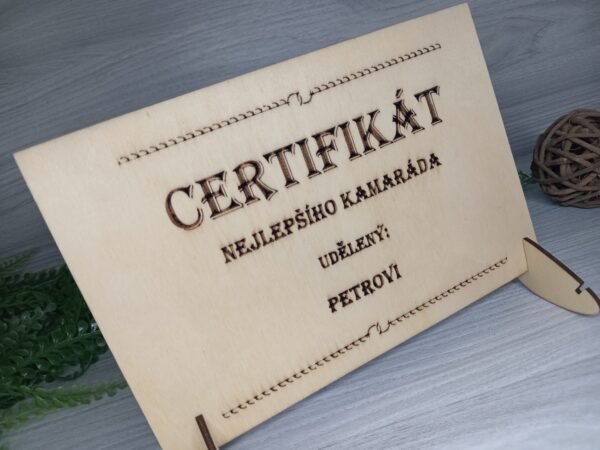 CERTIFIKÁT
NEJLEPŠÍHO KAMARÁDA
UDĚLENÝ:
PETROVI